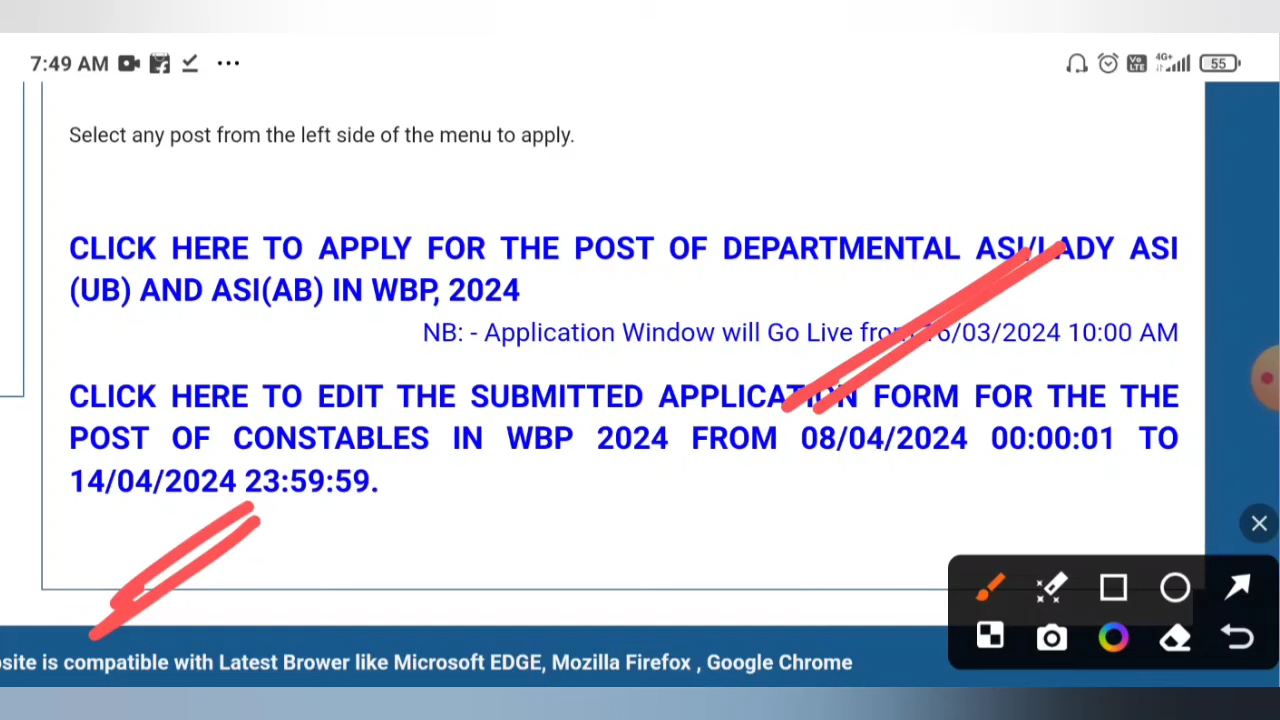 7:49 AM
4G+
Vo LTE
55
Select any post from the left side of the menu to apply.
CLICK HERE TO APPLY FOR THE POST OF DEPARTMENTAL ASI/LADY ASI
(UB) AND ASI(AB) IN WBP, 2024
NB: - Application Window will Go Live from 16/03/2024 10:00 AM
CLICK HERE TO EDIT THE SUBMITTED APPLICATION FORM FOR THE THE
POST OF CONSTABLES IN WBP 2024 FROM 08/04/2024 00:00:01 TO
14/04/2024 23:59:59.
site is compatible with Latest Brower like Microsoft EDGE, Mozilla Firefox , Google Chrome